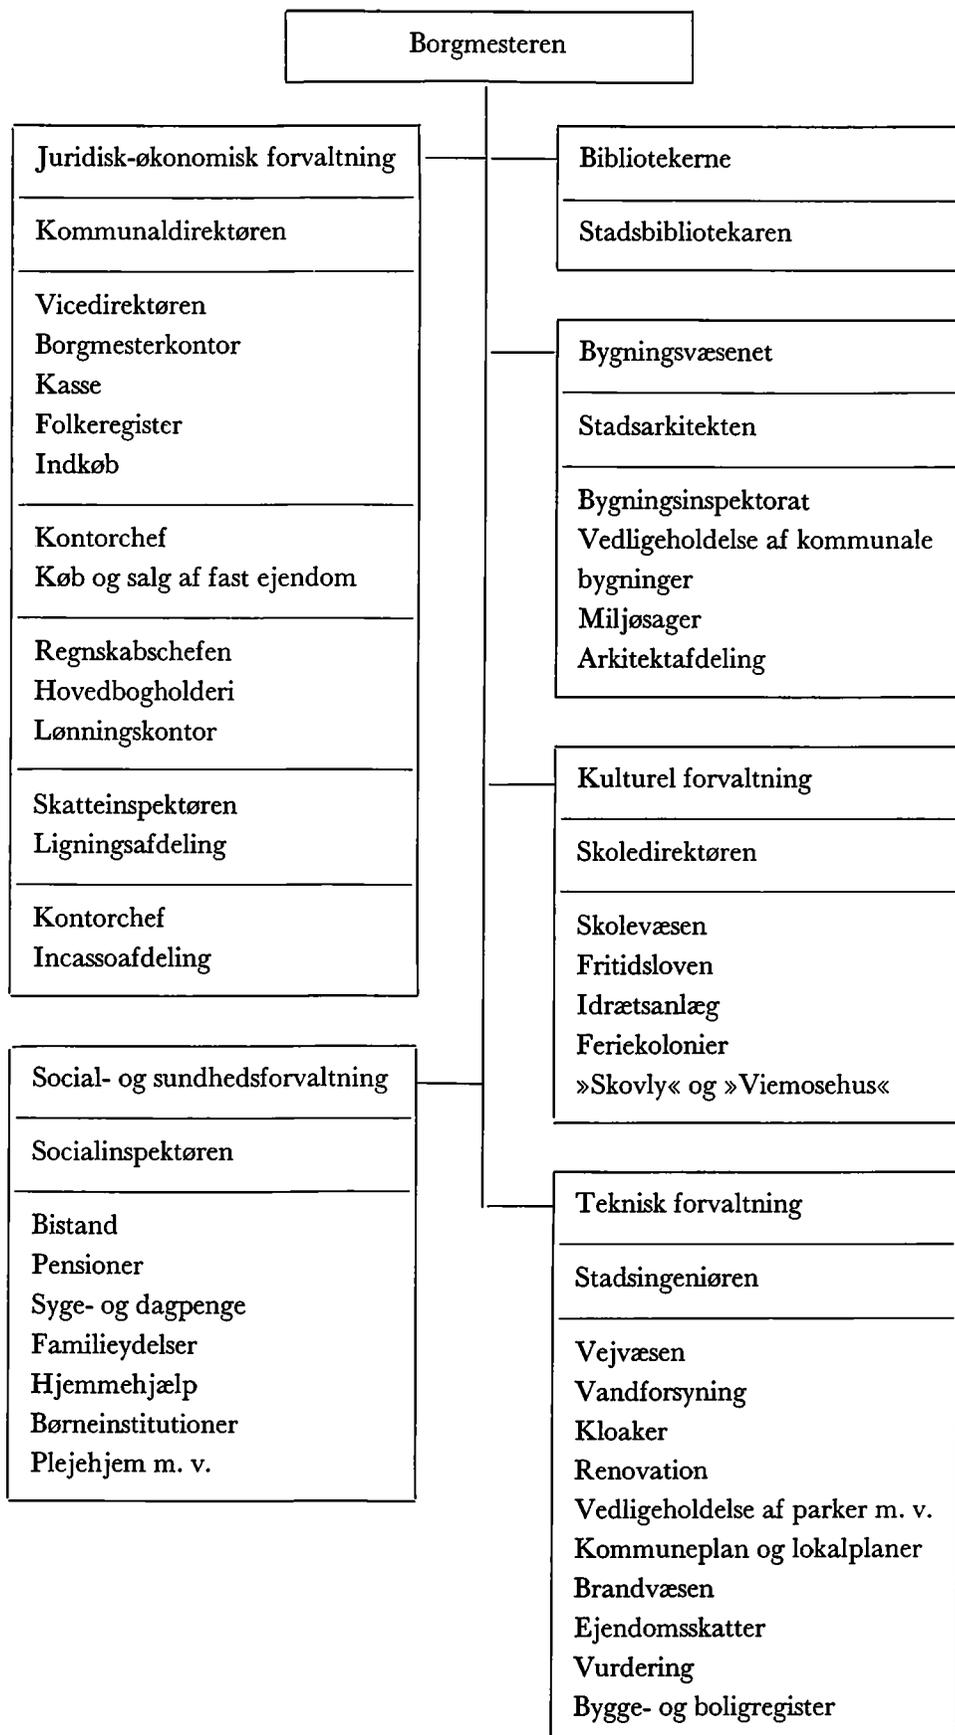 Borgmesteren
Juridisk-økonomisk forvaltning
Kommunaldirektøren
Vicedirektøren
Borgmesterkontor
Kasse
Folkeregister
Indkøb
Kontorchef
Køb og salg af fast ejendom
Regnskabschefen
Hovedbogholderi
Lønningskontor
Skatteinspektøren
Ligningsafdeling
Kontorchef
Incassoafdeling
Social- og sundhedsforvaltning
Socialinspektøren
Bistand
Pensioner
Syge- og dagpenge
Familieydelser
Hjemmehjælp
Børneinstitutioner
Plejehjem m. v.
Bibliotekerne
Stadsbibliotekaren
Bygningsvæsenet
Stadsarkitekten
Bygningsinspektorat
Vedligeholdelse af kommunale
bygninger
Miljøsager
Arkitektafdeling
Kulturel forvaltning
Skoledirektøren
Skolevæsen
Fritidsloven
Idrætsanlæg
Feriekolonier
»Skovly« og »Viemosehus«
Teknisk forvaltning
Stadsingeniøren
Vejvæsen
Vandforsyning
Kloaker
Renovation
Vedligeholdelse af parker m. v.
Kommuneplan og lokalplaner
Brandvæsen
Ejendomsskatter
Vurdering
Bygge- og boligregister